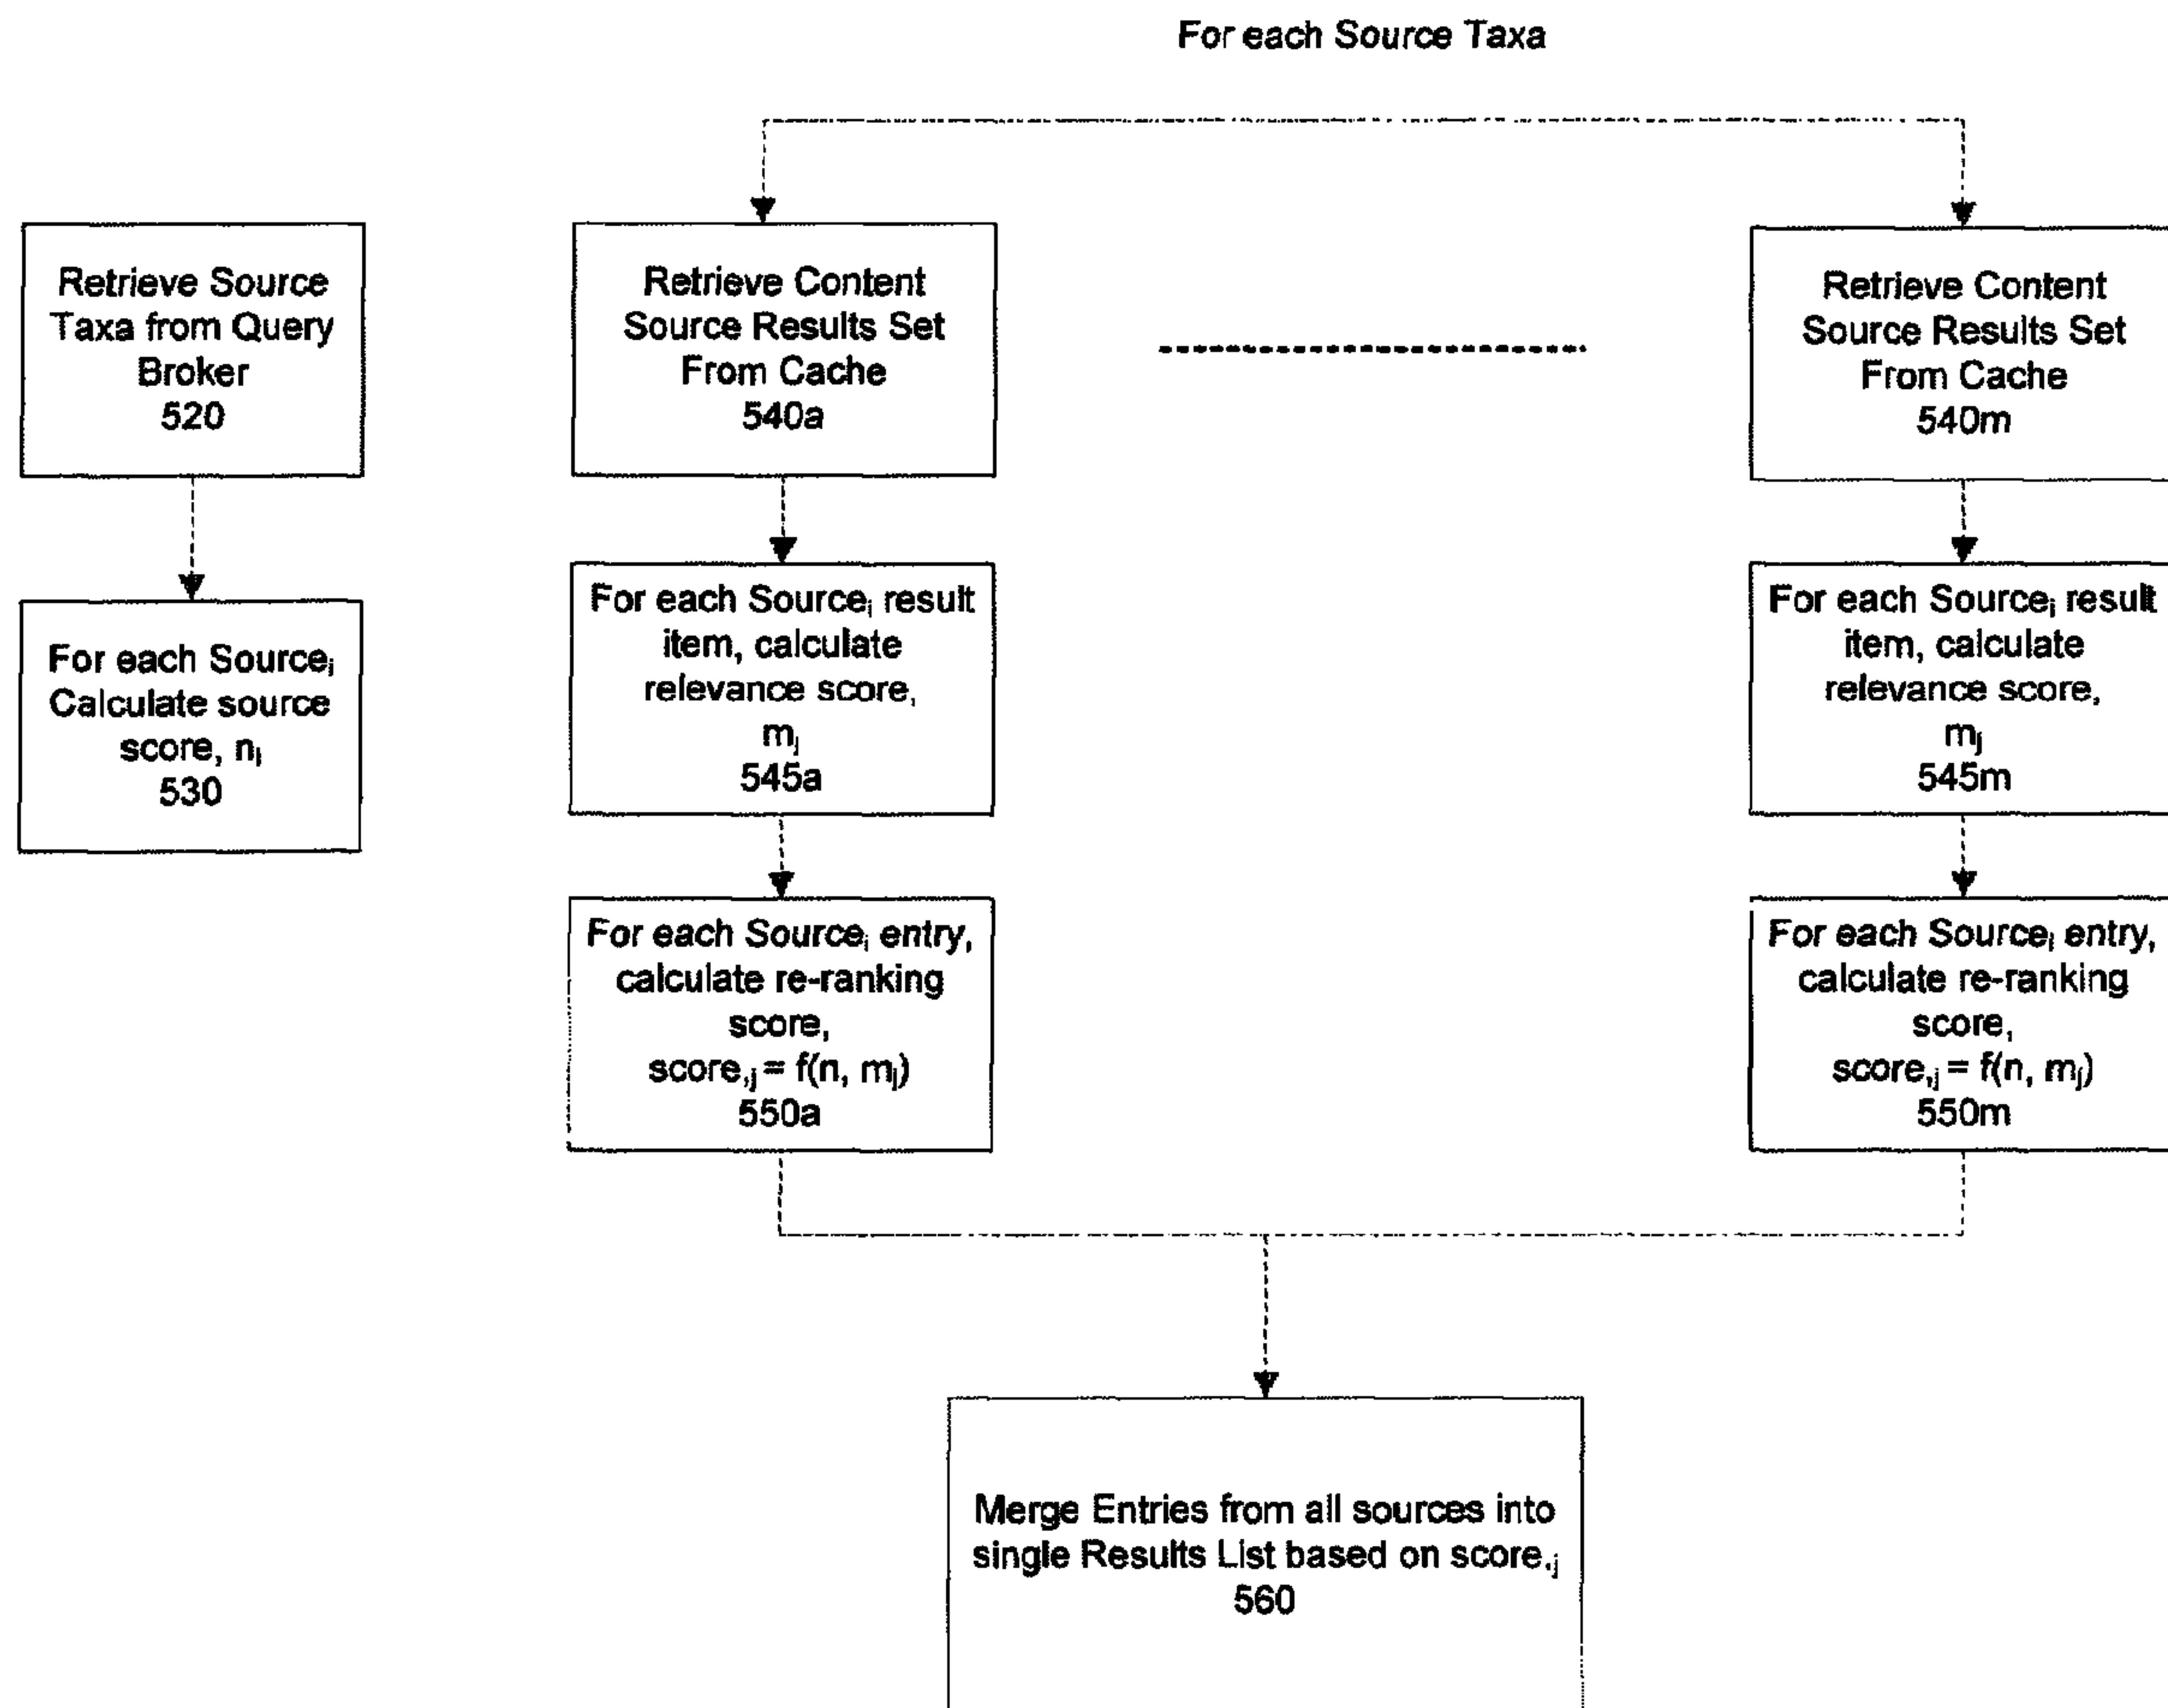 For each Source Taxa
Retrieve Source
Taxa from Query
Broker
520
For each Sourceᵢ
Calculate source
score, nᵢ
530
Retrieve Content
Source Results Set
From Cache
540a
For each Sourceᵢ result
item, calculate
relevance score,
mⱼ
545a
For each Sourceᵢ entry,
calculate re-ranking
score,
score,ⱼ = f(n, mⱼ)
550a
Retrieve Content
Source Results Set
From Cache
540m
For each Sourceᵢ result
item, calculate
relevance score,
mⱼ
545m
For each Sourceᵢ entry,
calculate re-ranking
score,
score,ⱼ = f(n, mⱼ)
550m
Merge Entries from all sources into
single Results List based on score,ⱼ
560